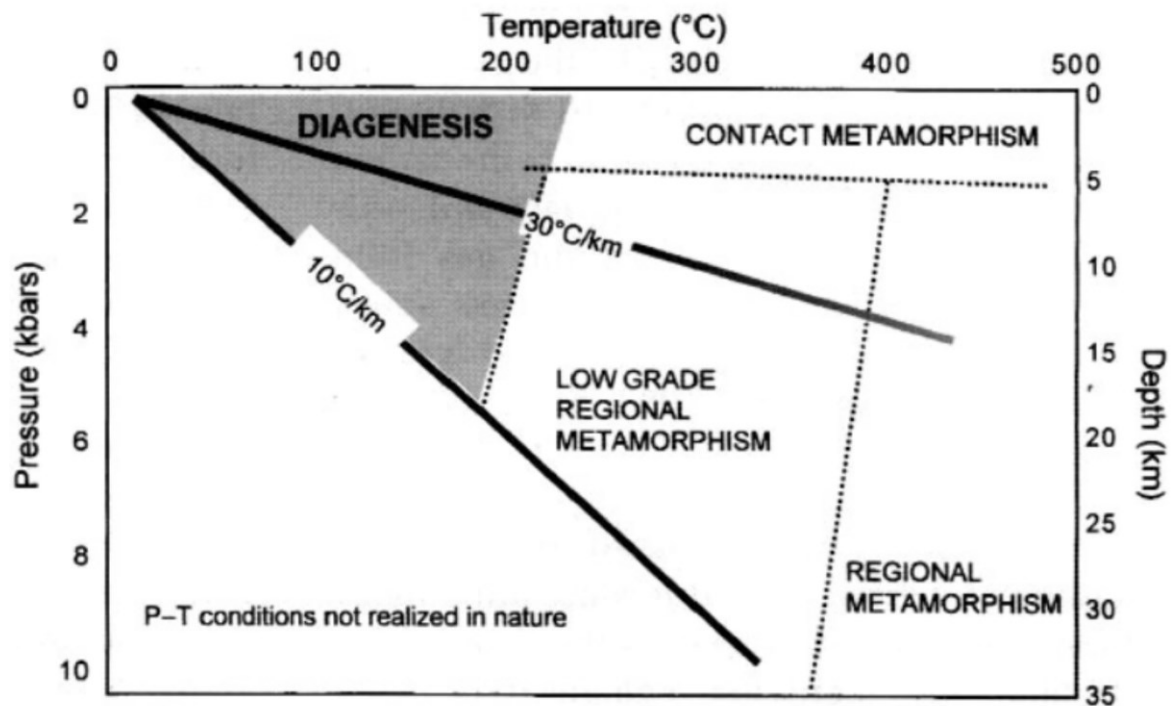 Temperature (°C)
0 100 200 300 400 500
0
2
4
6
8
10
Pressure (kbars)
0
5
10
15
20
25
30
35
Depth (km)
DIAGENESIS
CONTACT METAMORPHISM
30°C/km
10°C/km
LOW GRADE
REGIONAL
METAMORPHISM
REGIONAL
METAMORPHISM
P–T conditions not realized in nature